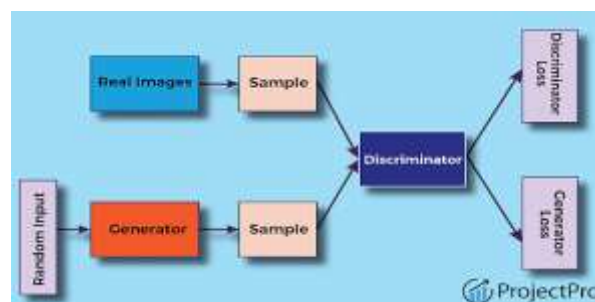 Real Images
Sample
Discriminator
Loss
Discriminator
Random Input
Generator
Sample
Generator
Loss
ProjectPro